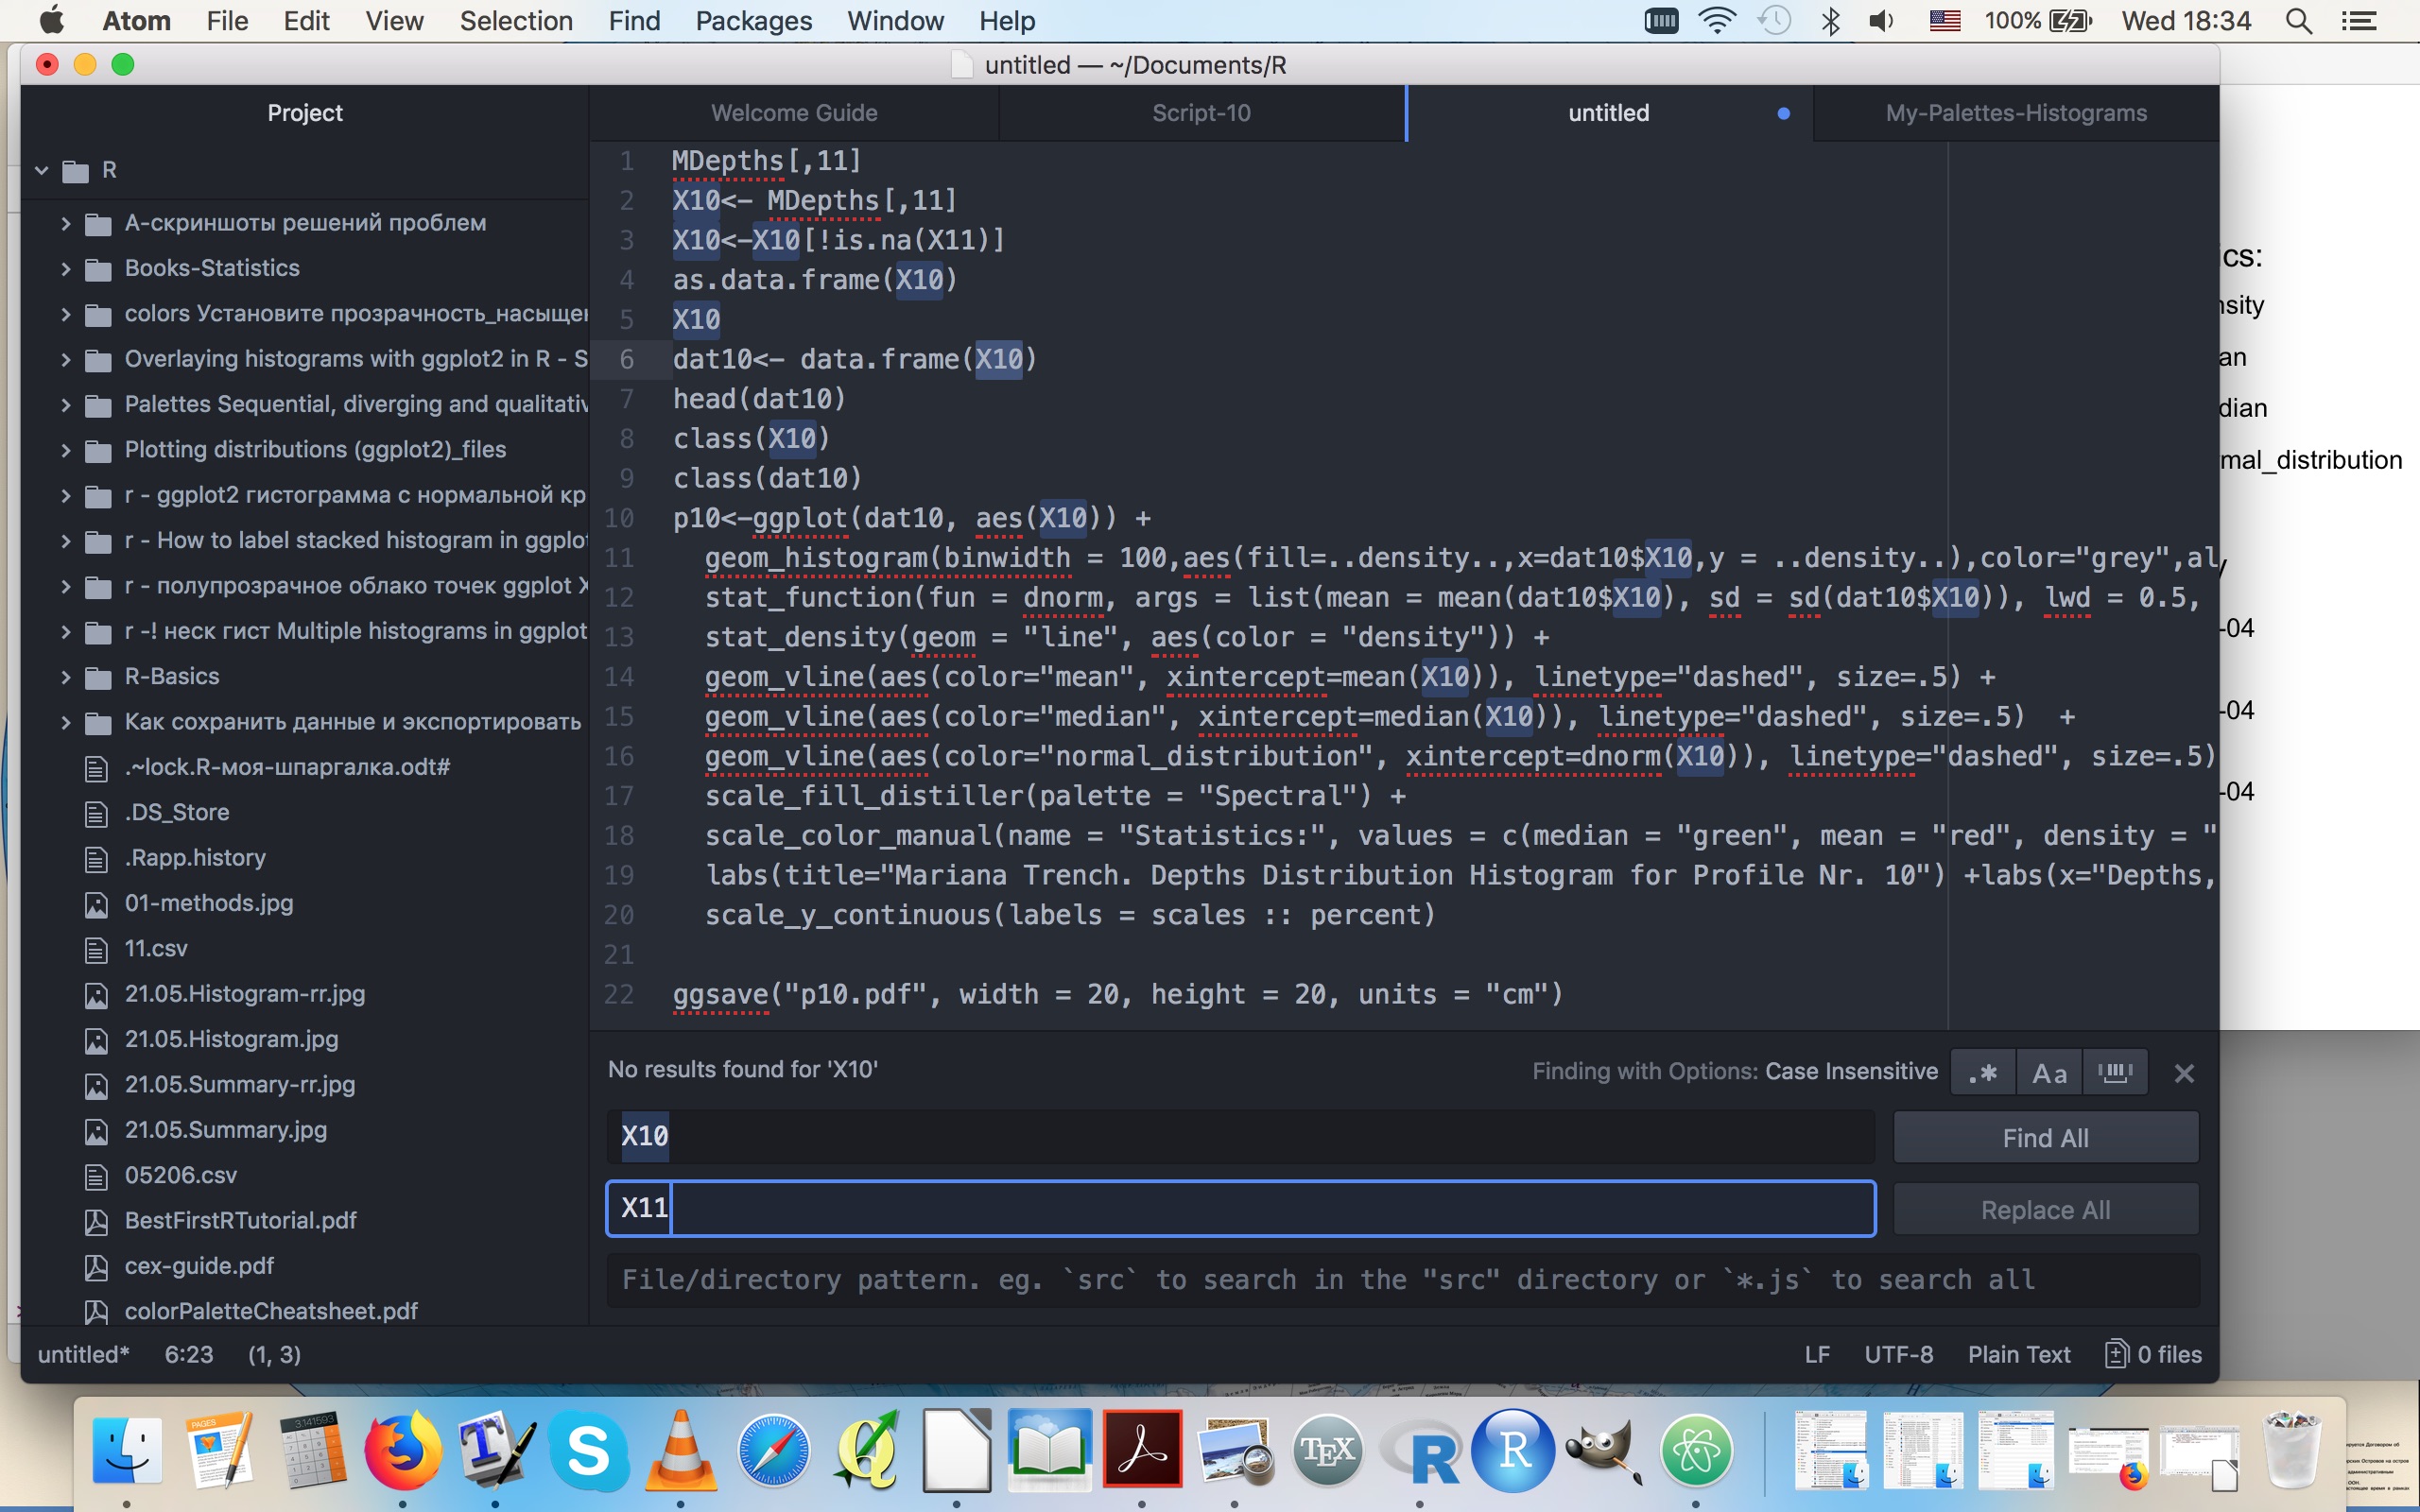 Atom File Edit View Selection Find Packages Window Help 100% Wed 18:34
untitled — ~/Documents/R
Project
Welcome Guide
Script-10
untitled
My-Palettes-Histograms
R
А-скриншоты решений проблем
Books-Statistics
colors Установите прозрачность_насыще
Overlaying histograms with ggplot2 in R - S
Palettes Sequential, diverging and qualitativ
Plotting distributions (ggplot2)_files
r - ggplot2 гистограмма с нормальной кр
r - How to label stacked histogram in ggplo
r - полупрозрачное облако точек ggplot X
r -! неск гист Multiple histograms in ggplot
R-Basics
Как сохранить данные и экспортировать
.~lock.R-моя-шпаргалка.odt#
.DS_Store
.Rapp.history
01-methods.jpg
11.csv
21.05.Histogram-rr.jpg
21.05.Histogram.jpg
21.05.Summary-rr.jpg
21.05.Summary.jpg
05206.csv
BestFirstRTutorial.pdf
cex-guide.pdf
colorPaletteCheatsheet.pdf
1 MDepths[,11]
2 X10<- MDepths[,11]
3 X10<-X10[!is.na(X11)]
4 as.data.frame(X10)
5 X10
6 dat10<- data.frame(X10)
7 head(dat10)
8 class(X10)
9 class(dat10)
10 p10<-ggplot(dat10, aes(X10)) +
11 geom_histogram(binwidth = 100,aes(fill=..density..,x=dat10$X10,y = ..density..),color="grey",al
12 stat_function(fun = dnorm, args = list(mean = mean(dat10$X10), sd = sd(dat10$X10)), lwd = 0.5,
13 stat_density(geom = "line", aes(color = "density")) +
14 geom_vline(aes(color="mean", xintercept=mean(X10)), linetype="dashed", size=.5) +
15 geom_vline(aes(color="median", xintercept=median(X10)), linetype="dashed", size=.5)  +
16 geom_vline(aes(color="normal_distribution", xintercept=dnorm(X10)), linetype="dashed", size=.5)
17 scale_fill_distiller(palette = "Spectral") +
18 scale_color_manual(name = "Statistics:", values = c(median = "green", mean = "red", density = "
19 labs(title="Mariana Trench. Depths Distribution Histogram for Profile Nr. 10") +labs(x="Depths,
20 scale_y_continuous(labels = scales :: percent)
21
22 ggsave("p10.pdf", width = 20, height = 20, units = "cm")
ics:
nsity
an
dian
mal_distribution
-04
-04
-04
No results found for 'X10'
Finding with Options: Case Insensitive
.* Aa
X10
Find All
X11
Replace All
File/directory pattern. eg. `src` to search in the "src" directory or `*.js` to search all
untitled* 6:23 (1, 3)
LF UTF-8 Plain Text 0 files
PAGES
3.141593
TEX
R
R